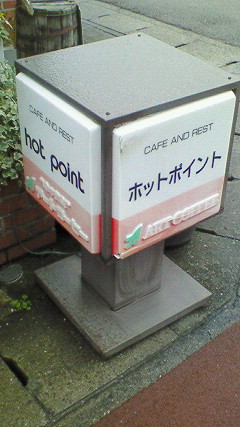 CAFE AND REST
hot point
CAFE AND REST
ホットポイント